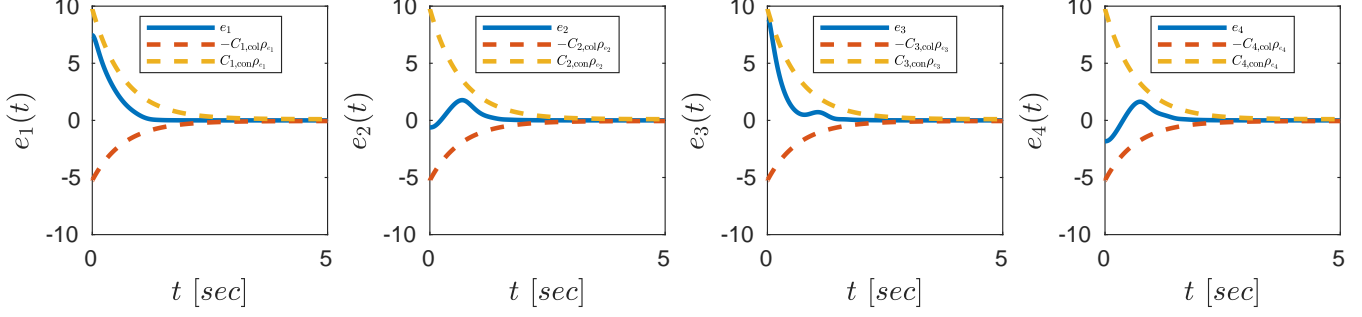 10
5
0
-5
-10
0
5
e₁(t)
t [sec]
e₁
−C₁,colρₑ₁
C₁,conρₑ₁
10
5
0
-5
-10
0
5
e₂(t)
t [sec]
e₂
−C₂,colρₑ₂
C₂,conρₑ₂
10
5
0
-5
-10
0
5
e₃(t)
t [sec]
e₃
−C₃,colρₑ₃
C₃,conρₑ₃
10
5
0
-5
-10
0
5
e₄(t)
t [sec]
e₄
−C₄,colρₑ₄
C₄,conρₑ₄